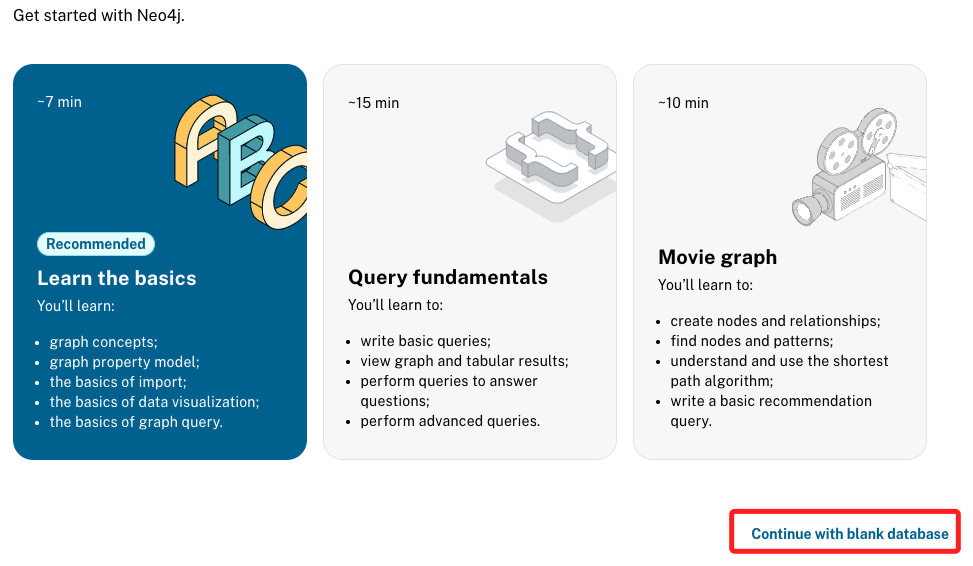 Get started with Neo4j.
~7 min
ABC
Recommended
Learn the basics
You'll learn:
• graph concepts;
• graph property model;
• the basics of import;
• the basics of data visualization;
• the basics of graph query.
~15 min
{}
Query fundamentals
You'll learn to:
• write basic queries;
• view graph and tabular results;
• perform queries to answer
questions;
• perform advanced queries.
~10 min
Movie graph
You'll learn to:
• create nodes and relationships;
• find nodes and patterns;
• understand and use the shortest
path algorithm;
• write a basic recommendation
query.
Continue with blank database